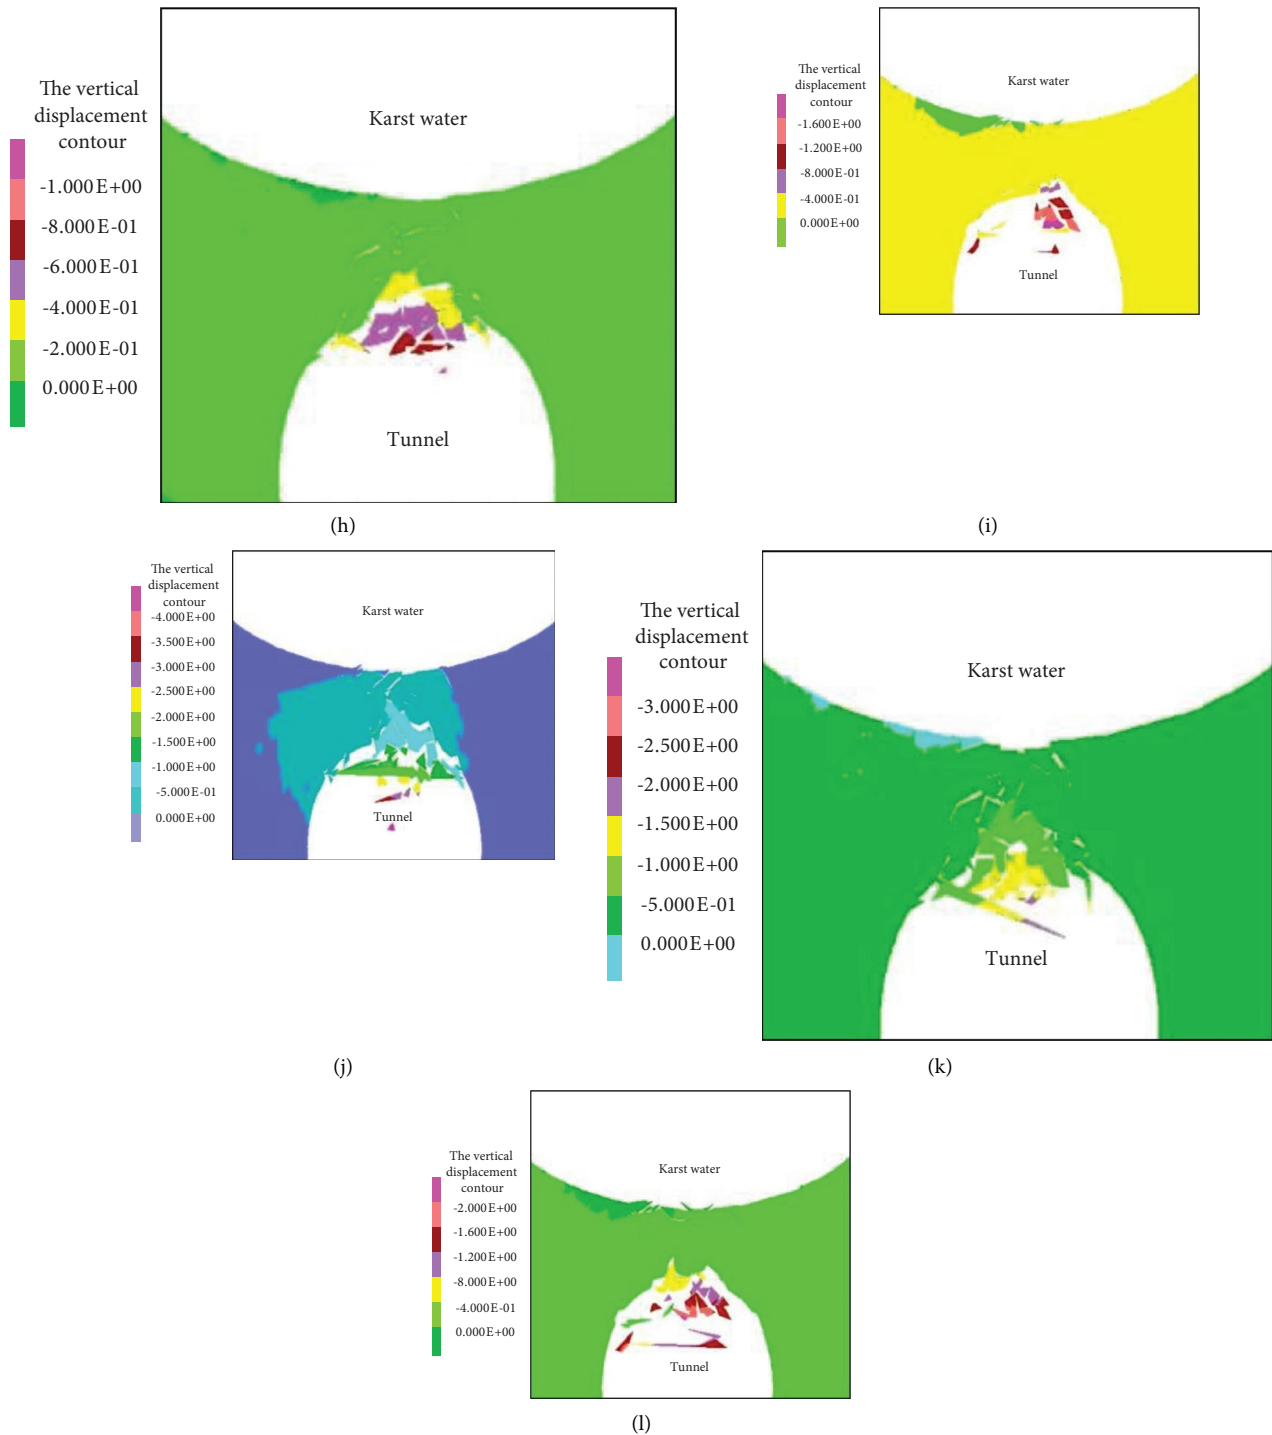 The vertical
displacement
contour
-1.000E+00
-8.000E-01
-6.000E-01
-4.000E-01
-2.000E-01
0.000E+00
Karst water
Tunnel
(h)
The vertical
displacement
contour
-1.600E+00
-1.200E+00
-8.000E-01
-4.000E-01
0.000E+00
Karst water
Tunnel
(i)
The vertical
displacement
contour
-4.000E+00
-3.500E+00
-3.000E+00
-2.500E+00
-2.000E+00
-1.500E+00
-1.000E+00
-5.000E-01
0.000E+00
Karst water
Tunnel
(j)
The vertical
displacement
contour
-3.000E+00
-2.500E+00
-2.000E+00
-1.500E+00
-1.000E+00
-5.000E-01
0.000E+00
Karst water
Tunnel
(k)
The vertical
displacement
contour
-2.000E+00
-1.600E+00
-1.200E+00
-8.000E+00
-4.000E-01
0.000E+00
Karst water
Tunnel
(l)